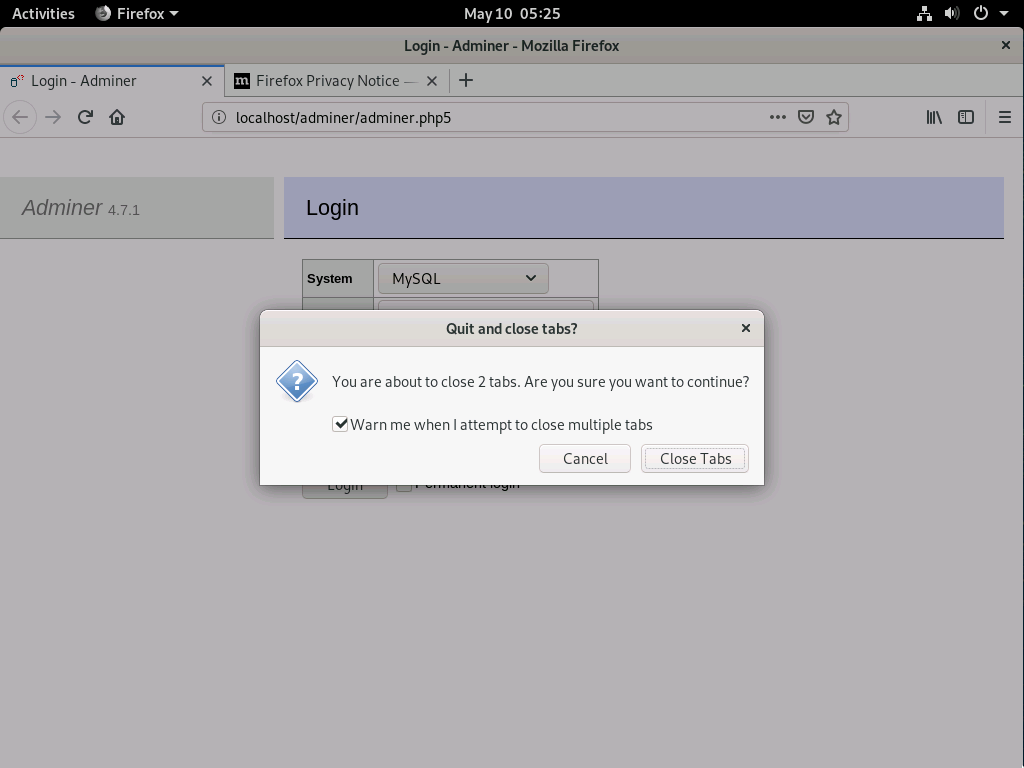 Activities Firefox May 10 05:25
Login - Adminer - Mozilla Firefox
Login - Adminer Firefox Privacy Notice —
localhost/adminer/adminer.php5
Adminer 4.7.1
Login
System MySQL
Quit and close tabs?
You are about to close 2 tabs. Are you sure you want to continue?
Warn me when I attempt to close multiple tabs
Cancel Close Tabs
Login Permanent login